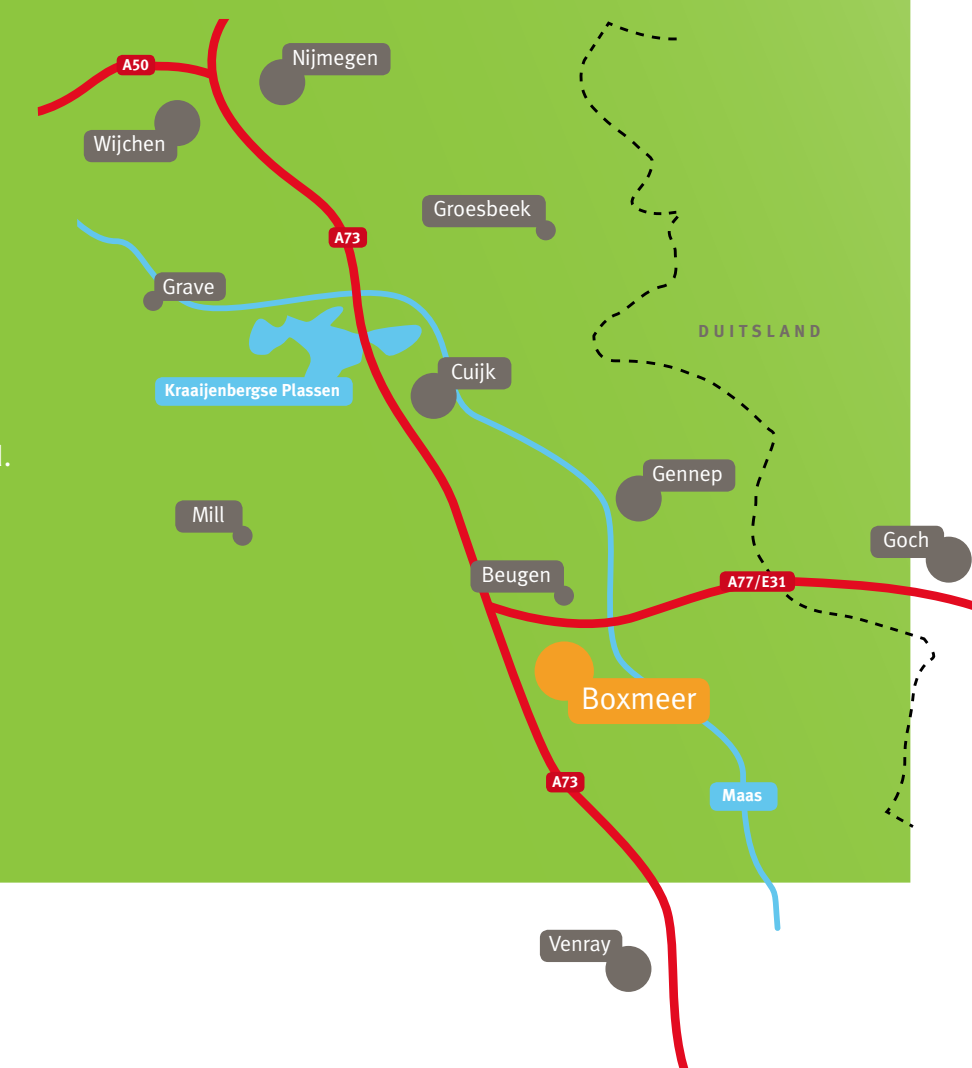 Nijmegen
A50
Wijchen
Groesbeek
A73
Grave
DUITSLAND
Cuijk
Kraaijenbergse Plassen
Gennep
Mill
Goch
Beugen
A77/E31
Boxmeer
A73
Maas
Venray